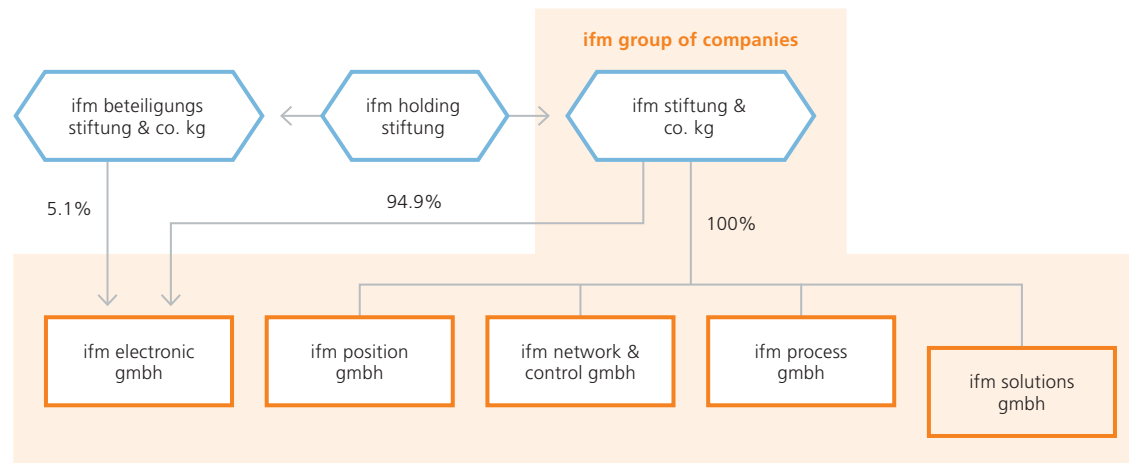 ifm group of companies
ifm beteiligungs
stiftung & co. kg
ifm holding
stiftung
ifm stiftung &
co. kg
5.1%
94.9%
100%
ifm electronic
gmbh
ifm position
gmbh
ifm network &
control gmbh
ifm process
gmbh
ifm solutions
gmbh